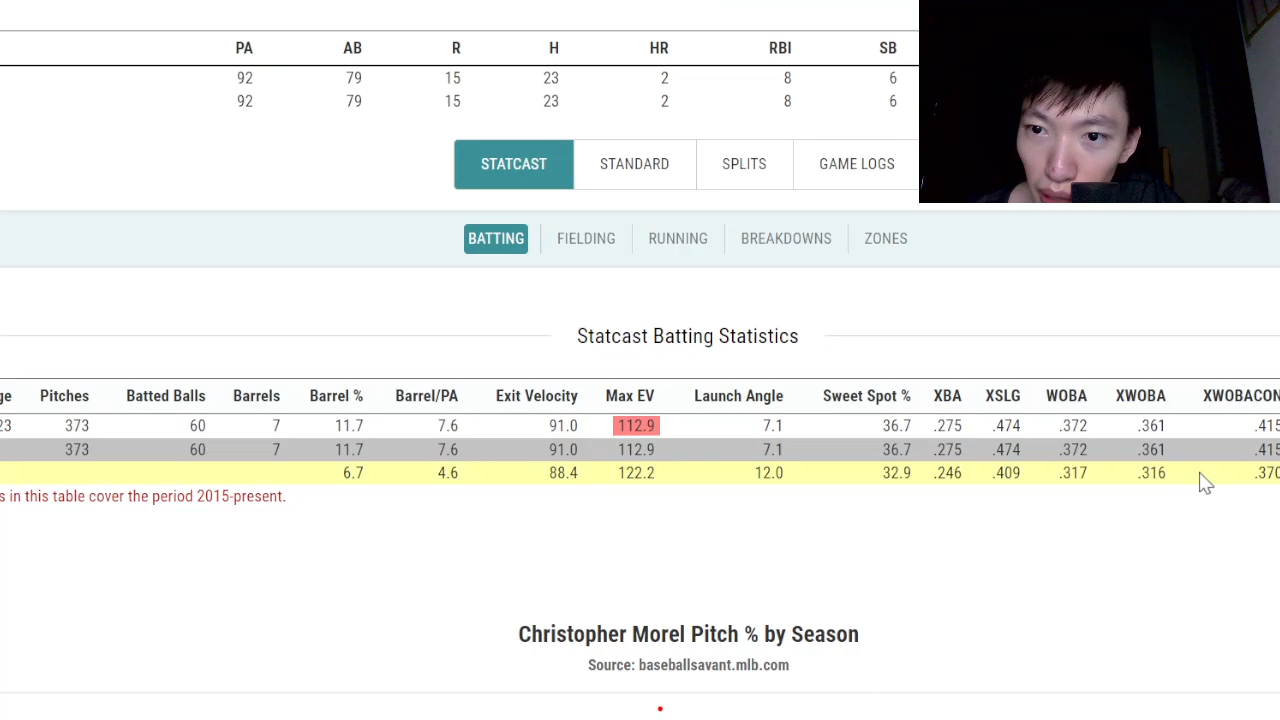 PA AB R H HR RBI SB
92 79 15 23 2 8 6
92 79 15 23 2 8 6
STATCAST STANDARD SPLITS GAME LOGS
BATTING FIELDING RUNNING BREAKDOWNS ZONES
Statcast Batting Statistics
ge Pitches Batted Balls Barrels Barrel % Barrel/PA Exit Velocity Max EV Launch Angle Sweet Spot % XBA XSLG WOBA XWOBA XWOBACON
23 373 60 7 11.7 7.6 91.0 112.9 7.1 36.7 .275 .474 .372 .361 .415
373 60 7 11.7 7.6 91.0 112.9 7.1 36.7 .275 .474 .372 .361 .415
6.7 4.6 88.4 122.2 12.0 32.9 .246 .409 .317 .316 .370
s in this table cover the period 2015-present.
Christopher Morel Pitch % by Season
Source: baseballsavant.mlb.com